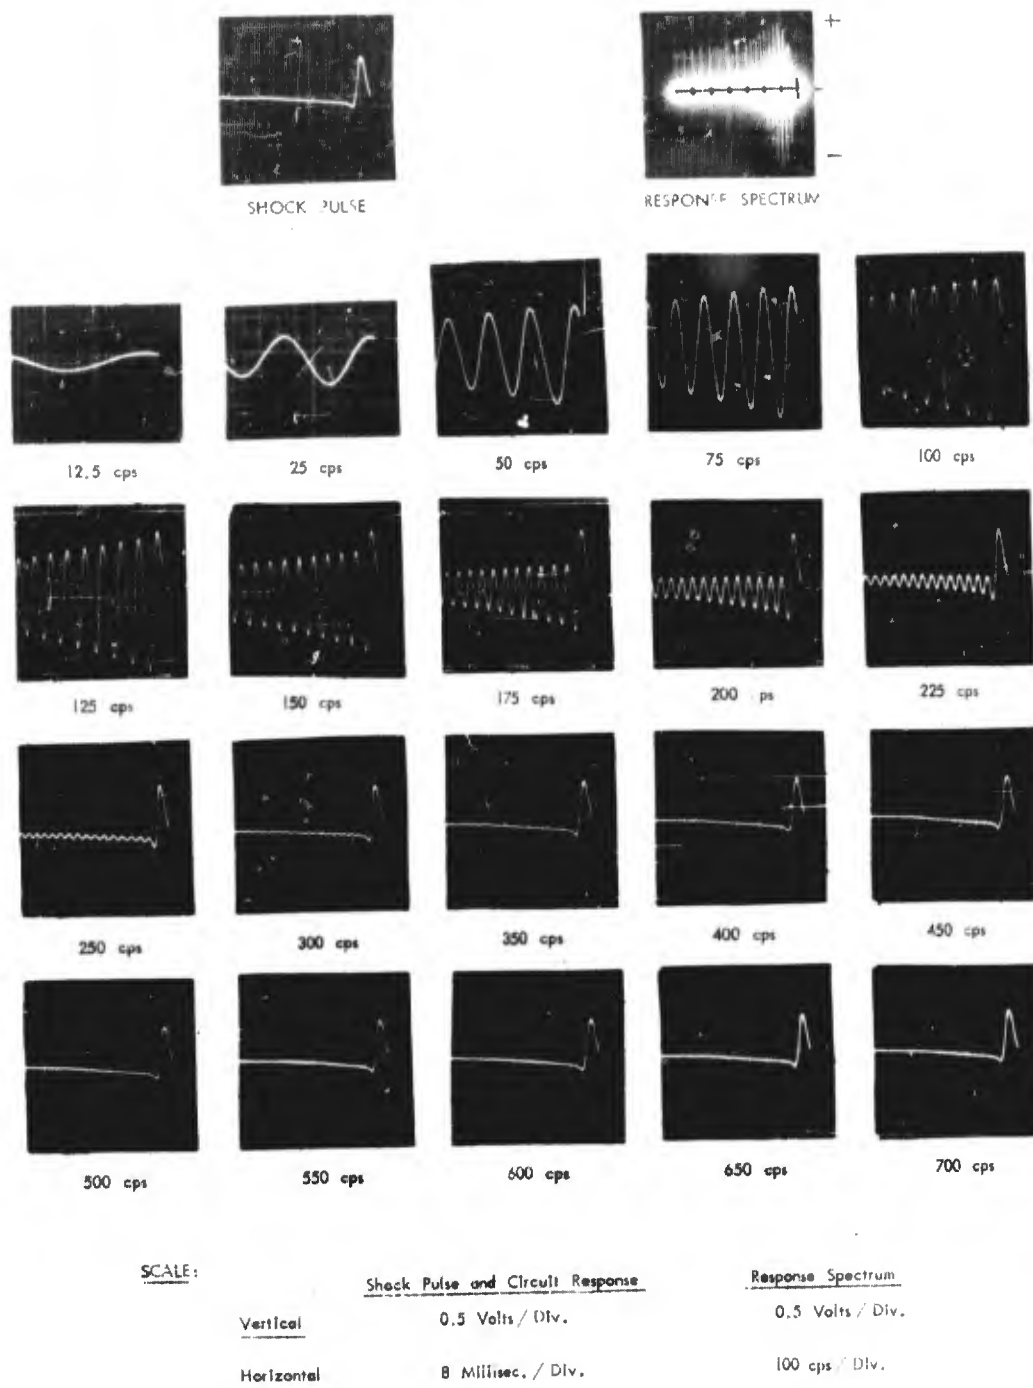 +
-
SHOCK PULSE
RESPONSE SPECTRUM
12.5 cps
25 cps
50 cps
75 cps
100 cps
125 cps
150 cps
175 cps
200 ps
225 cps
250 cps
300 cps
350 cps
400 cps
450 cps
500 cps
550 cps
600 cps
650 cps
700 cps
SCALE:
Shock Pulse and Circuit Response Response Spectrum
Vertical 0.5 Volts / Div. 0.5 Volts / Div.
Horizontal 8 Millisec. / Div. 100 cps / Div.